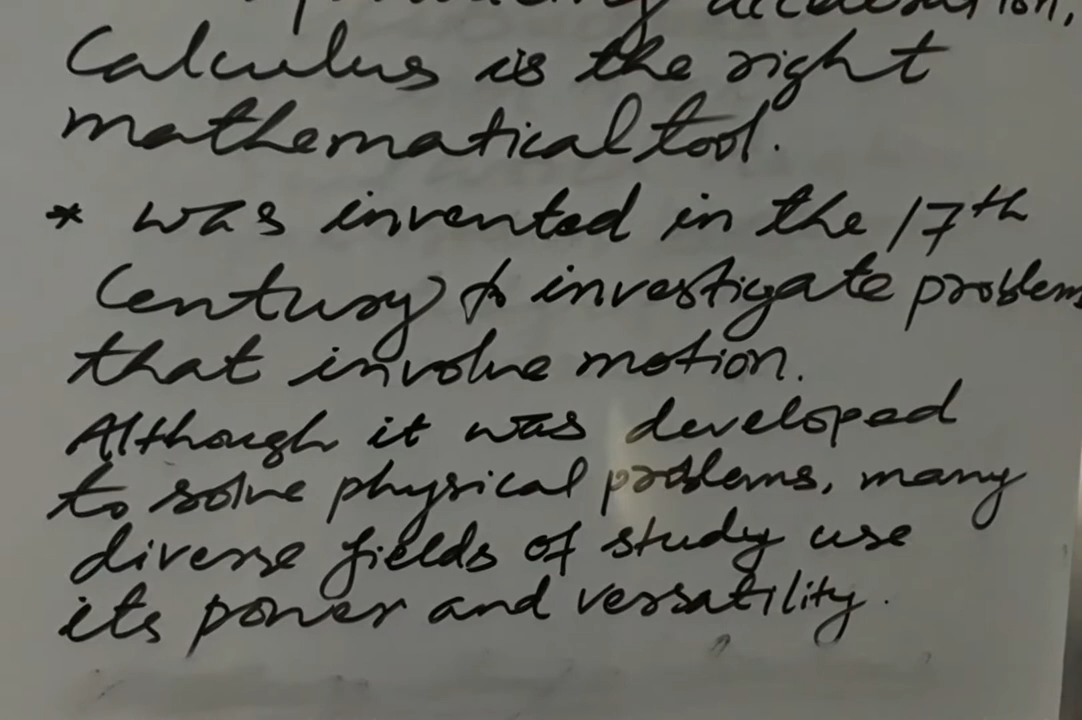 Calculus is the right
mathematical tool.
* was invented in the 17th
Century to investigate problems
that involve motion.
Although it was developed
to solve physical problems, many
diverse fields of study use
its power and versatility.